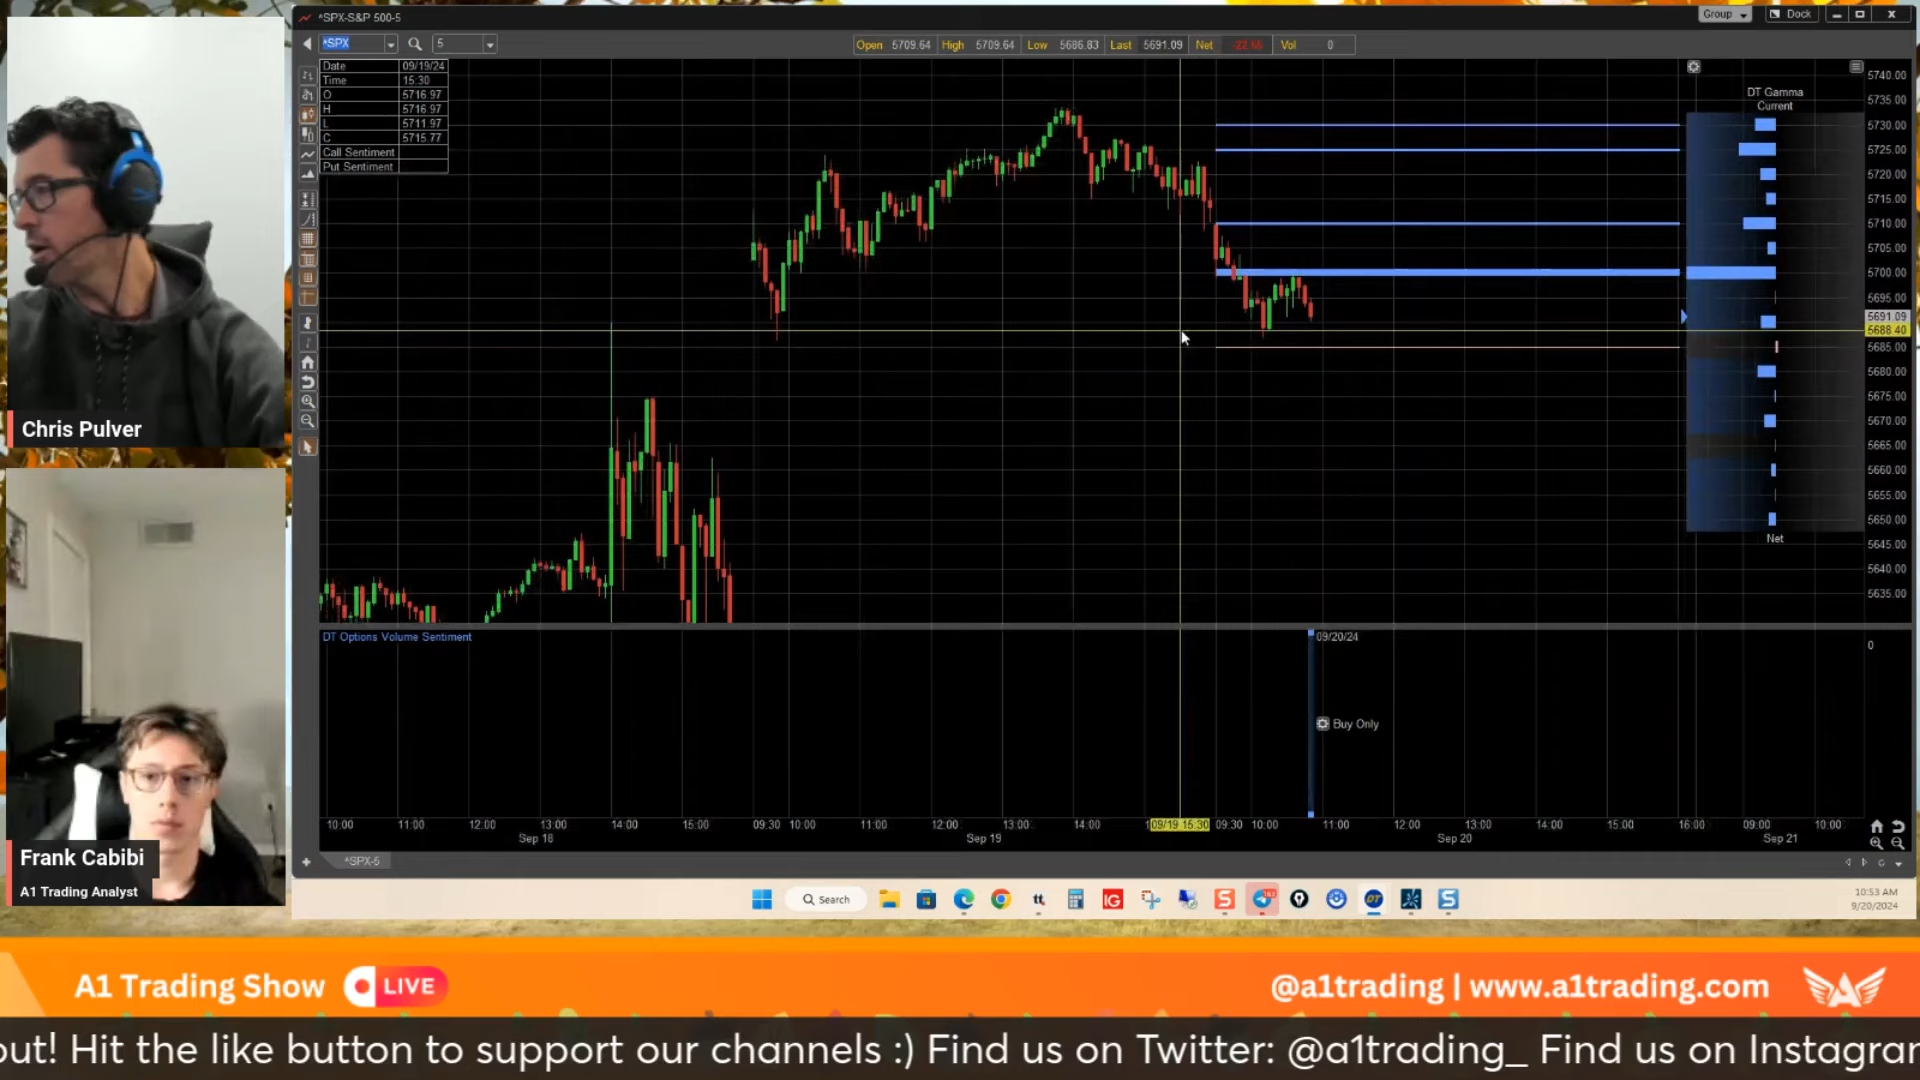 ^SPX-S&P 500-5
Group
Dock
^SPX
5
Open 5709.64 High 5709.64 Low 5686.83 Last 5691.09 Net -22.55 Vol 0
Date 09/19/24
Time 15:30
O 5716.97
H 5716.97
L 5711.97
C 5715.77
Call Sentiment
Put Sentiment
DT Gamma
Current
5740.00
5735.00
5730.00
5725.00
5720.00
5715.00
5710.00
5705.00
5700.00
5695.00
5691.09
5688.40
5685.00
5680.00
5675.00
5670.00
5665.00
5660.00
5655.00
5650.00
5645.00
5640.00
5635.00
Net
Chris Pulver
DT Options Volume Sentiment
09/20/24
0
Buy Only
10:00 11:00 12:00 13:00 14:00 15:00 09:30 10:00 11:00 12:00 13:00 14:00 09/19 15:30 09:30 10:00 11:00 12:00 13:00 14:00 15:00 16:00 09:00 10:00
Sep 18 Sep 19 Sep 20 Sep 21
^SPX-5
Frank Cabibi
A1 Trading Analyst
Search
tt
IG
DT
10:53 AM
9/20/2024
A1 Trading Show LIVE
@a1trading | www.a1trading.com
out! Hit the like button to support our channels :) Find us on Twitter: @a1trading_ Find us on Instagram